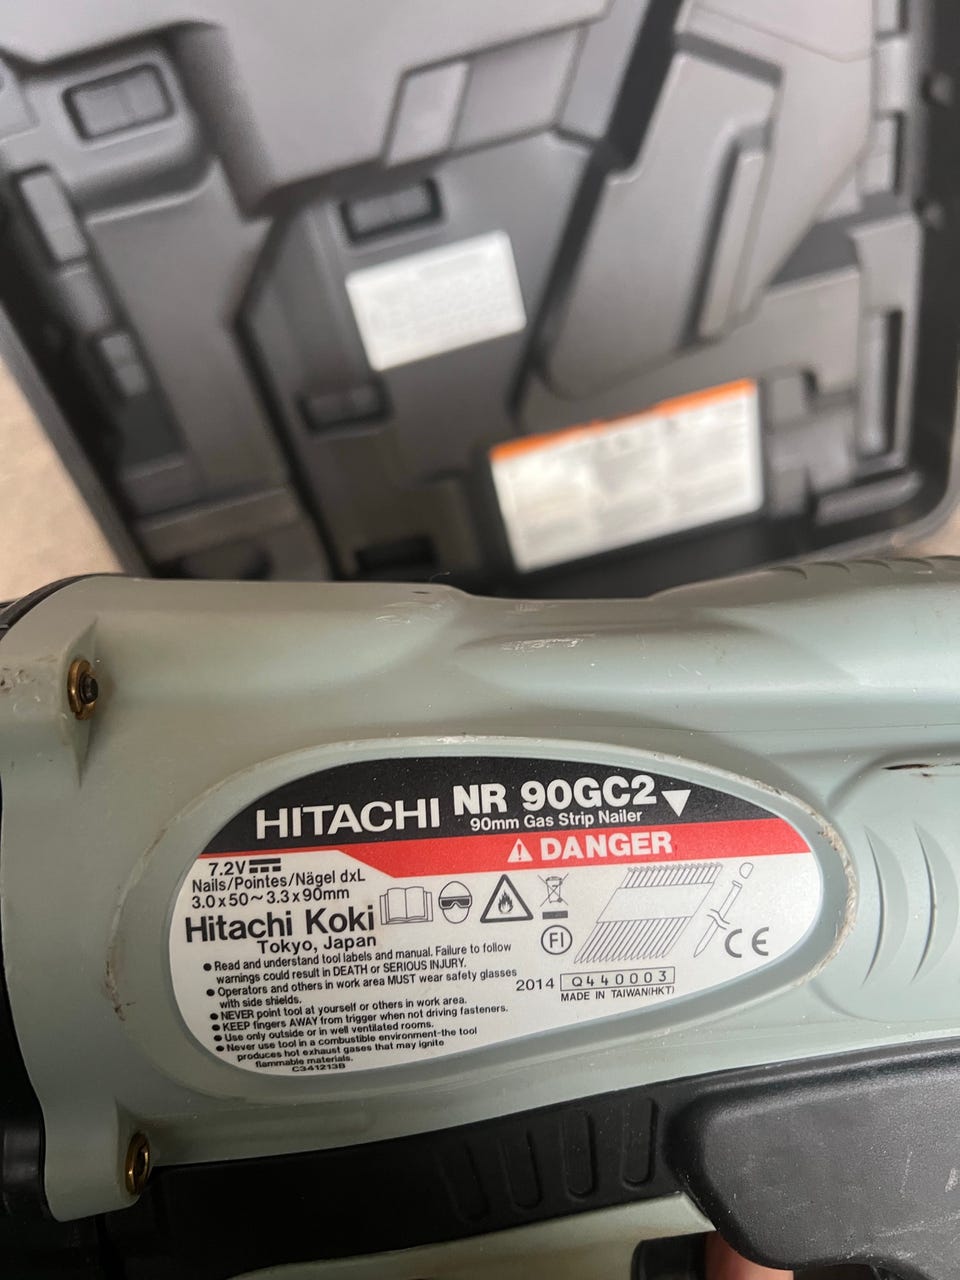 HITACHI NR 90GC2
90mm Gas Strip Nailer
DANGER
7.2V
Nails/Pointes/Nägel dxL
3.0x50~3.3x90mm
Hitachi Koki
Tokyo, Japan
● Read and understand tool labels and manual. Failure to follow
warnings could result in DEATH or SERIOUS INJURY.
● Operators and others in work area MUST wear safety glasses
with side shields.
● NEVER point tool at yourself or others in work area.
● KEEP fingers AWAY from trigger when not driving fasteners.
● Use only outside or in well ventilated rooms.
● Never use tool in a combustible environment-the tool
produces hot exhaust gases that may ignite
flammable materials.
C341213B
FI
CE
2014 Q440003
MADE IN TAIWAN(HKT)